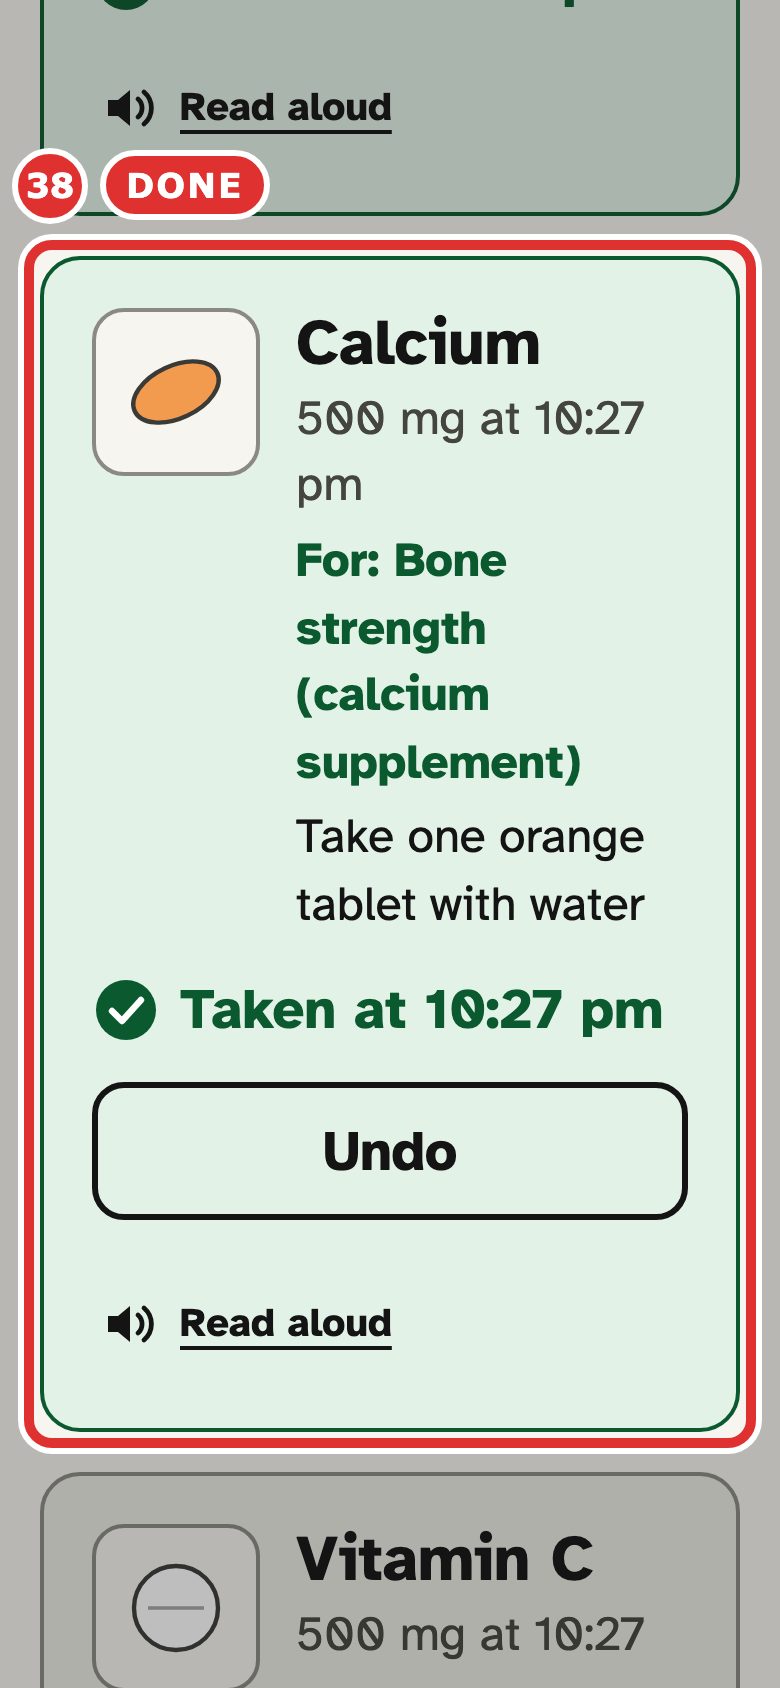 Read aloud
38 DONE
Calcium
500 mg at 10:27
pm
For: Bone
strength
(calcium
supplement)
Take one orange
tablet with water
Taken at 10:27 pm
Undo
Read aloud
Vitamin C
500 mg at 10:27